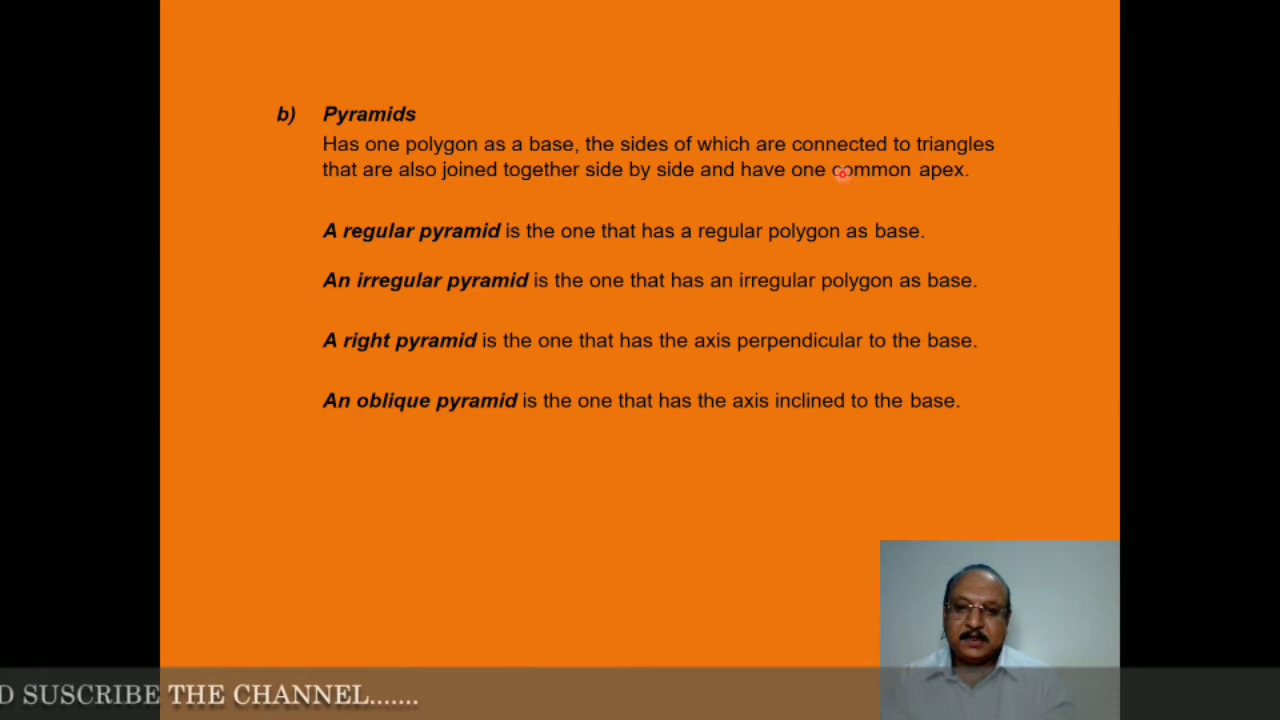 b) Pyramids
Has one polygon as a base, the sides of which are connected to triangles
that are also joined together side by side and have one common apex.
A regular pyramid is the one that has a regular polygon as base.
An irregular pyramid is the one that has an irregular polygon as base.
A right pyramid is the one that has the axis perpendicular to the base.
An oblique pyramid is the one that has the axis inclined to the base.
D SUSCRIBE THE CHANNEL.......